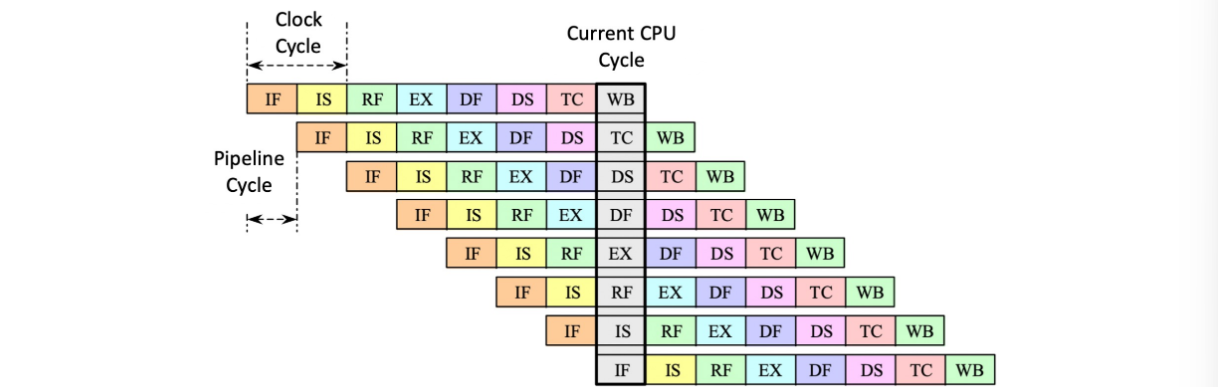 Clock
Cycle
Current CPU
Cycle
IF IS RF EX DF DS TC WB
IF IS RF EX DF DS TC WB
Pipeline
Cycle
IF IS RF EX DF DS TC WB
IF IS RF EX DF DS TC WB
IF IS RF EX DF DS TC WB
IF IS RF EX DF DS TC WB
IF IS RF EX DF DS TC WB
IF IS RF EX DF DS TC WB